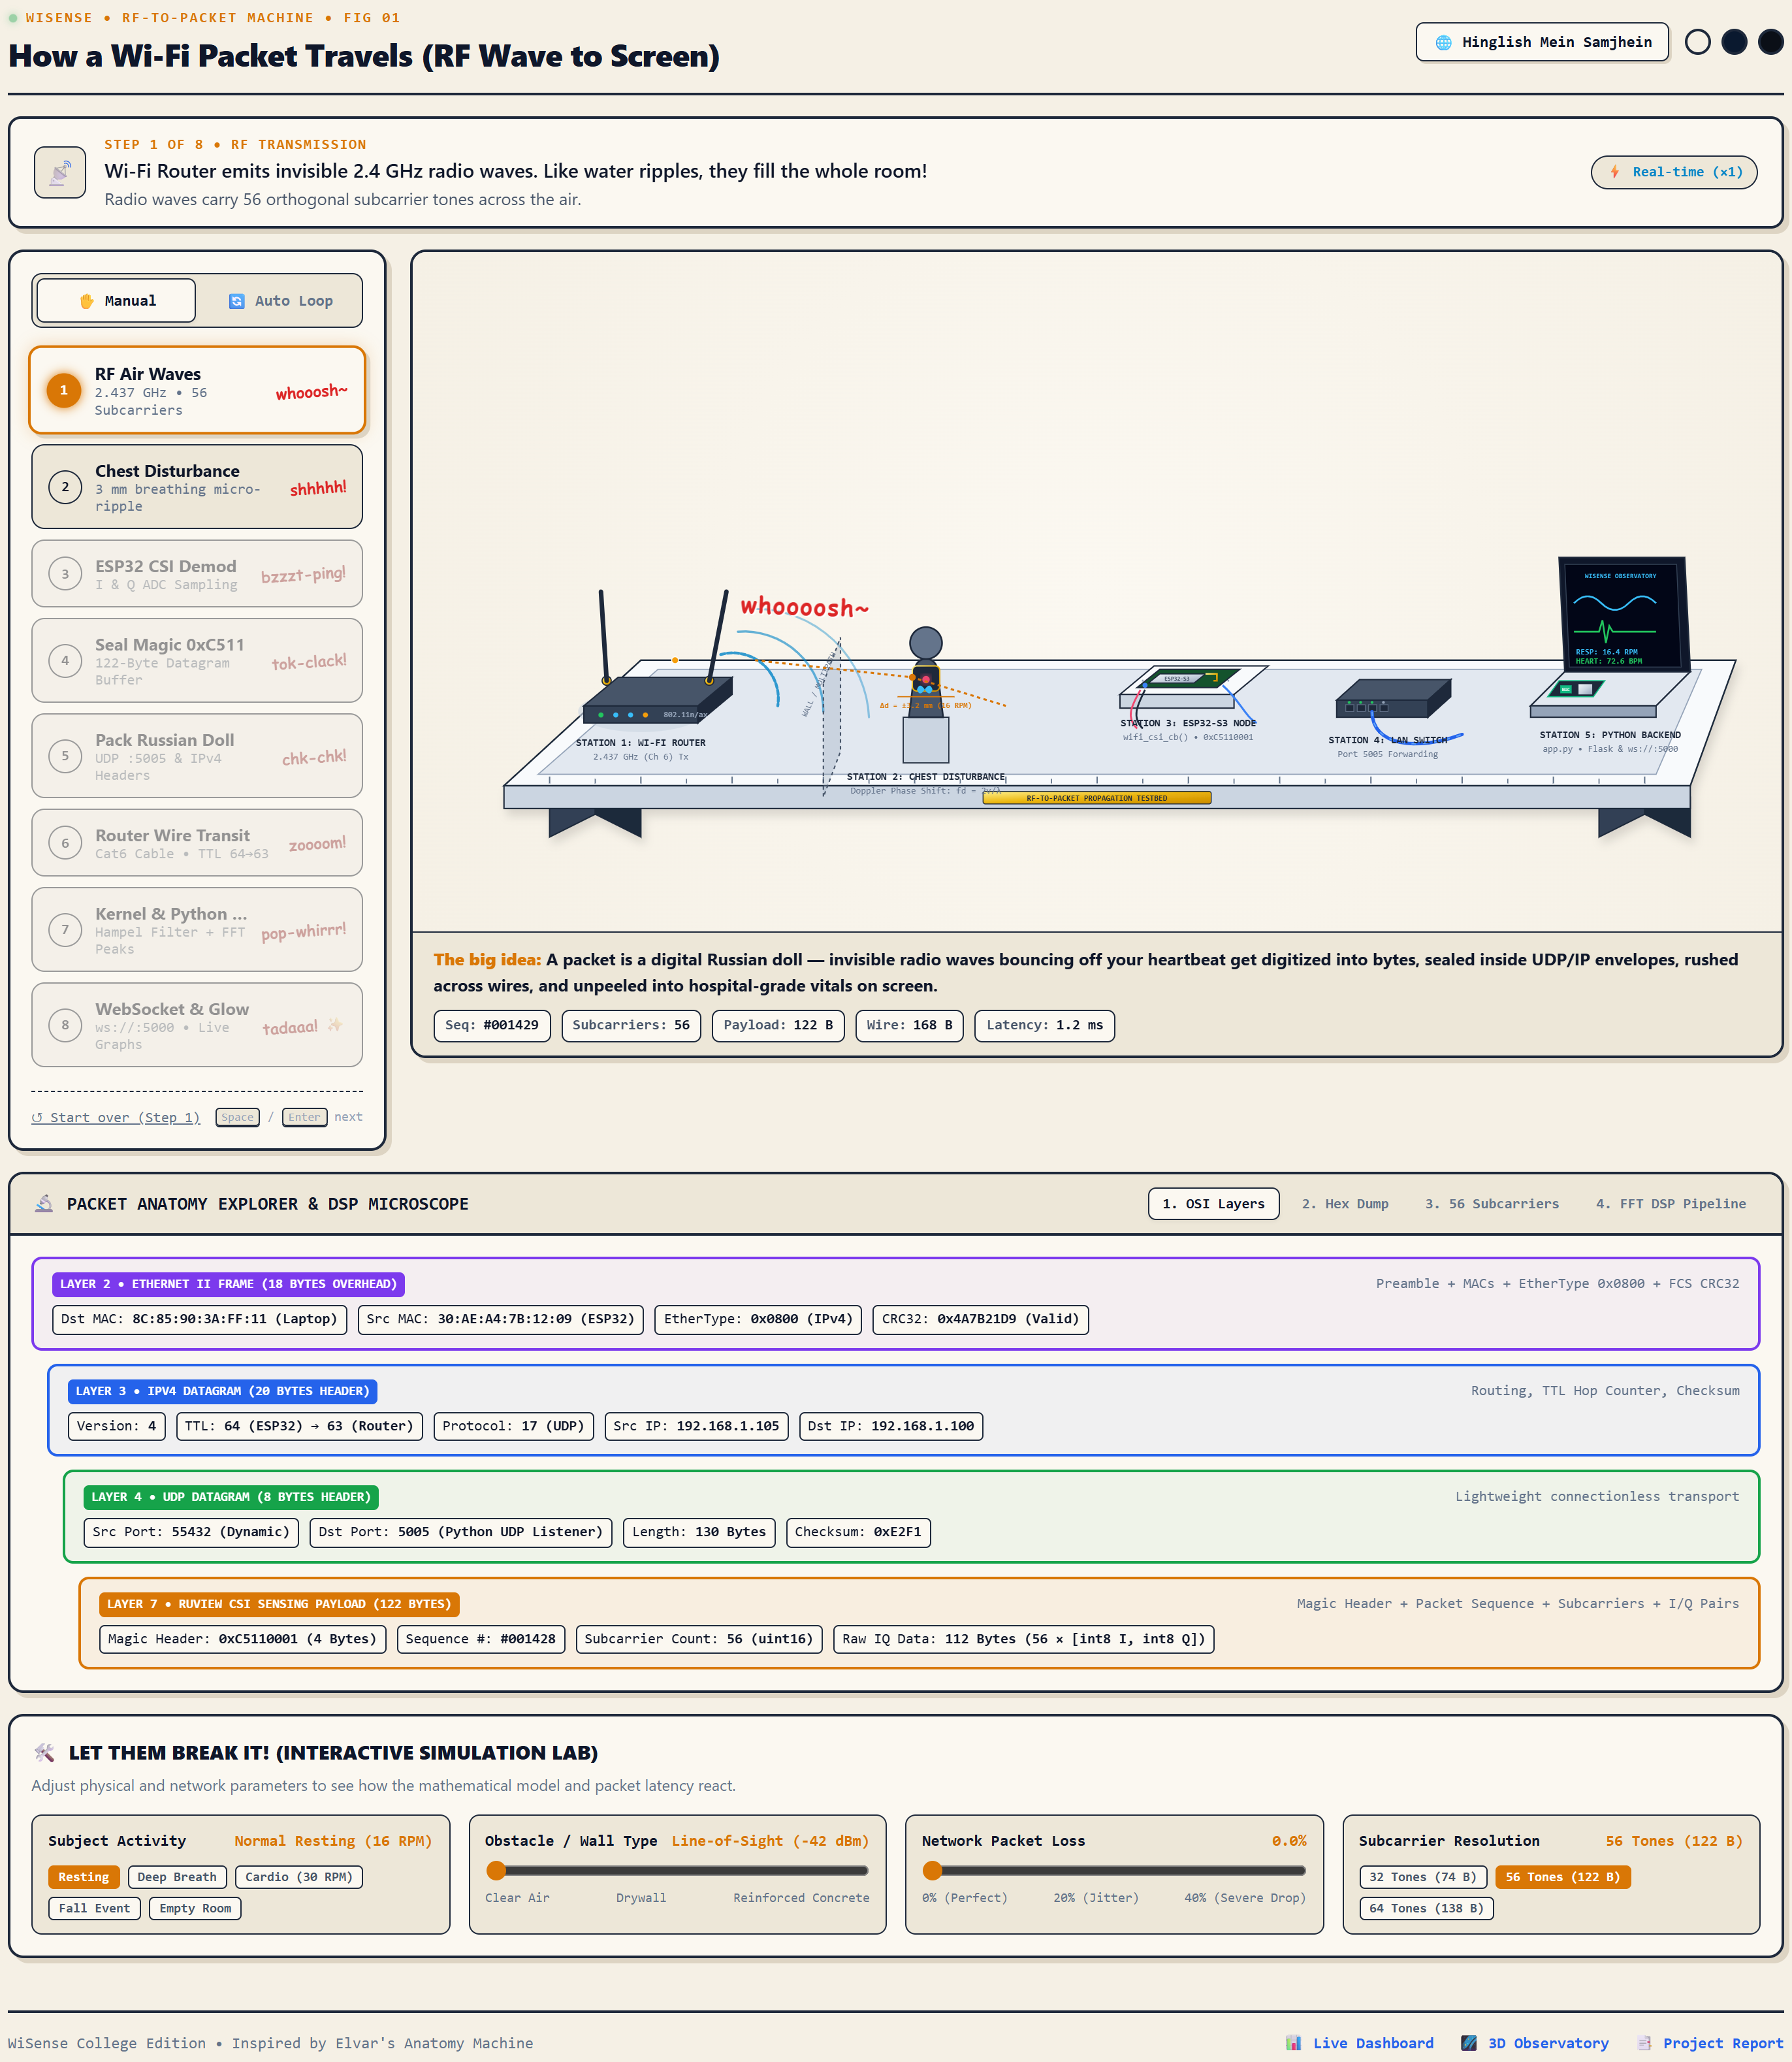 WISENSE • RF-TO-PACKET MACHINE • FIG 01
How a Wi-Fi Packet Travels (RF Wave to Screen)
Hinglish Mein Samjhein
STEP 1 OF 8 • RF TRANSMISSION
Wi-Fi Router emits invisible 2.4 GHz radio waves. Like water ripples, they fill the whole room!
Radio waves carry 56 orthogonal subcarrier tones across the air.
Real-time (×1)
Manual
Auto Loop
1
RF Air Waves
2.437 GHz • 56
Subcarriers
whooosh~
2
Chest Disturbance
3 mm breathing micro-
ripple
shhhhh!
3
ESP32 CSI Demod
I & Q ADC Sampling
bzzzt-ping!
4
Seal Magic 0xC511
122-Byte Datagram
Buffer
tok-clack!
5
Pack Russian Doll
UDP :5005 & IPv4
Headers
chk-chk!
6
Router Wire Transit
Cat6 Cable • TTL 64→63
zoooom!
7
Kernel & Python ...
Hampel Filter + FFT
Peaks
pop-whirrr!
8
WebSocket & Glow
ws://:5000 • Live
Graphs
tadaaa! ✨
↺ Start over (Step 1)
Space / Enter next
whoooosh~
802.11n/ax
STATION 1: WI-FI ROUTER
2.437 GHz (Ch 6) Tx
WALL /
STATION 2: CHEST DISTURBANCE
Doppler Phase Shift: fd = 2v/λ
ESP32-S3
STATION 3: ESP32-S3 NODE
wifi_csi_cb() • 0xC5110001
STATION 4: LAN SWITCH
Port 5005 Forwarding
WISENSE OBSERVATORY
RESP: 16.4 RPM
HEART: 72.6 BPM
STATION 5: PYTHON BACKEND
app.py • Flask & ws://:5000
RF-TO-PACKET PROPAGATION TESTBED
The big idea: A packet is a digital Russian doll — invisible radio waves bouncing off your heartbeat get digitized into bytes, sealed inside UDP/IP envelopes, rushed
across wires, and unpeeled into hospital-grade vitals on screen.
Seq: #001429
Subcarriers: 56
Payload: 122 B
Wire: 168 B
Latency: 1.2 ms
PACKET ANATOMY EXPLORER & DSP MICROSCOPE
1. OSI Layers
2. Hex Dump
3. 56 Subcarriers
4. FFT DSP Pipeline
LAYER 2 • ETHERNET II FRAME (18 BYTES OVERHEAD)
Preamble + MACs + EtherType 0x0800 + FCS CRC32
Dst MAC: 8C:85:90:3A:FF:11 (Laptop)
Src MAC: 30:AE:A4:7B:12:09 (ESP32)
EtherType: 0x0800 (IPv4)
CRC32: 0x4A7B21D9 (Valid)
LAYER 3 • IPV4 DATAGRAM (20 BYTES HEADER)
Routing, TTL Hop Counter, Checksum
Version: 4
TTL: 64 (ESP32) → 63 (Router)
Protocol: 17 (UDP)
Src IP: 192.168.1.105
Dst IP: 192.168.1.100
LAYER 4 • UDP DATAGRAM (8 BYTES HEADER)
Lightweight connectionless transport
Src Port: 55432 (Dynamic)
Dst Port: 5005 (Python UDP Listener)
Length: 130 Bytes
Checksum: 0xE2F1
LAYER 7 • RUVIEW CSI SENSING PAYLOAD (122 BYTES)
Magic Header + Packet Sequence + Subcarriers + I/Q Pairs
Magic Header: 0xC5110001 (4 Bytes)
Sequence #: #001428
Subcarrier Count: 56 (uint16)
Raw IQ Data: 112 Bytes (56 × [int8 I, int8 Q])
LET THEM BREAK IT! (INTERACTIVE SIMULATION LAB)
Adjust physical and network parameters to see how the mathematical model and packet latency react.
Subject Activity
Normal Resting (16 RPM)
Resting
Deep Breath
Cardio (30 RPM)
Fall Event
Empty Room
Obstacle / Wall Type
Line-of-Sight (-42 dBm)
Clear Air
Drywall
Reinforced Concrete
Network Packet Loss
0.0%
0% (Perfect)
20% (Jitter)
40% (Severe Drop)
Subcarrier Resolution
56 Tones (122 B)
32 Tones (74 B)
56 Tones (122 B)
64 Tones (138 B)
WiSense College Edition • Inspired by Elvar's Anatomy Machine
Live Dashboard
3D Observatory
Project Report